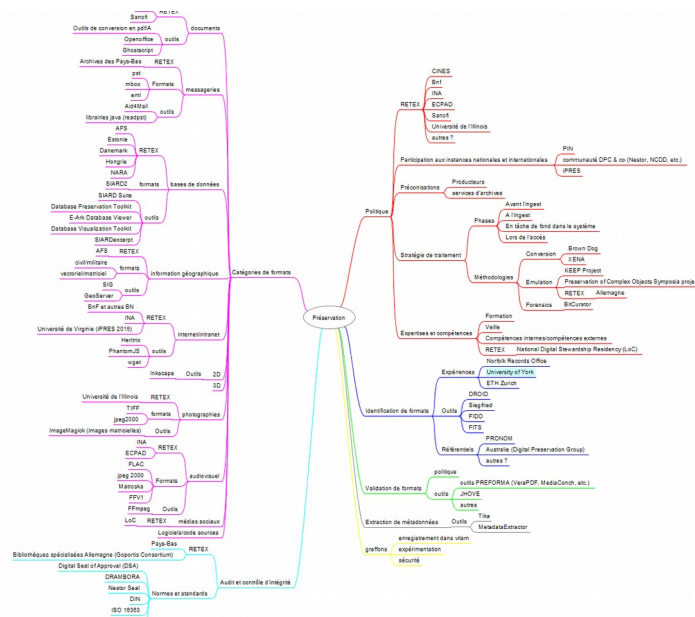 RETEX
Sanofi
documents
Outils de conversion en pdf/A
Openoffice
outils
Ghostscript
Archives des Pays-Bas
RETEX
pst
mbox
Formats
messageries
eml
Aid4Mail
outils
librairies java (readpst)
AFS
Estonie
Danemark
RETEX
Hongrie
NARA
SIARD2
formats
bases de données
SIARD Suite
Database Preservation Toolkit
E-Ark Database Viewer
outils
Database Visualization Toolkit
SIARDexcerpt
AFS
RETEX
civil/militaire
formats
information géographique
vectoriel/matriciel
SIG
outils
GeoServer
Catégories de formats
BnF et autres BN
INA
RETEX
Université de Virginie (iPRES 2015)
internet/intranet
Heritrix
PhantomJS
outils
wget
Inkscape
Outils
2D
3D
Université de l'Illinois
RETEX
TIFF
formats
photographies
jpeg2000
ImageMagick (images matricielles)
Outils
INA
RETEX
ECPAD
FLAC
audiovisuel
jpeg 2000
Formats
Matroska
FFV1
FFmpeg
Outils
LoC
RETEX
médias sociaux
Logiciels/code sources
Pays-Bas
RETEX
Bibliothèques spécialisées Allemagne (Goportis Consortium)
Audit et contrôle d'intégrité
Digital Seal of Approval (DSA)
DRAMBORA
Nestor Seal
Normes et standards
DIN
ISO 16363
Préservation
Politique
RETEX
CINES
Bnf
INA
ECPAD
Sanofi
Université de l'Illinois
autres ?
Participation aux instances nationales et internationales
PIN
communauté DPC & co (Nestor, NCDD, etc.)
iPRES
Préconisations
Producteurs
services d'archives
Stratégie de traitement
Phases
Avant l'ingest
A l'ingest
En tâche de fond dans le système
Lors de l'accès
Méthodologies
Conversion
Brown Dog
XENA
Emulation
KEEP Project
Preservation of Complex Objects Symposia proje
RETEX
Allemagne
Forensics
BitCurator
Expertises et compétences
Formation
Veille
Compétences internes/compétences externes
RETEX
National Digital Stewardship Residency (LoC)
Identification de formats
Expériences
Norfolk Records Office
University of York
ETH Zurich
Outils
DROID
Siegfried
FIDO
FITS
Référentiels
PRONOM
Australie (Digital Preservation Group)
autres ?
Validation de formats
politique
outils
outils PREFORMA (VeraPDF, MediaConch, etc.)
JHOVE
autres
Extraction de métadonnées
Outils
Tika
MetadataExtractor
greffons
enregistrement dans vitam
expérimentation
sécurité